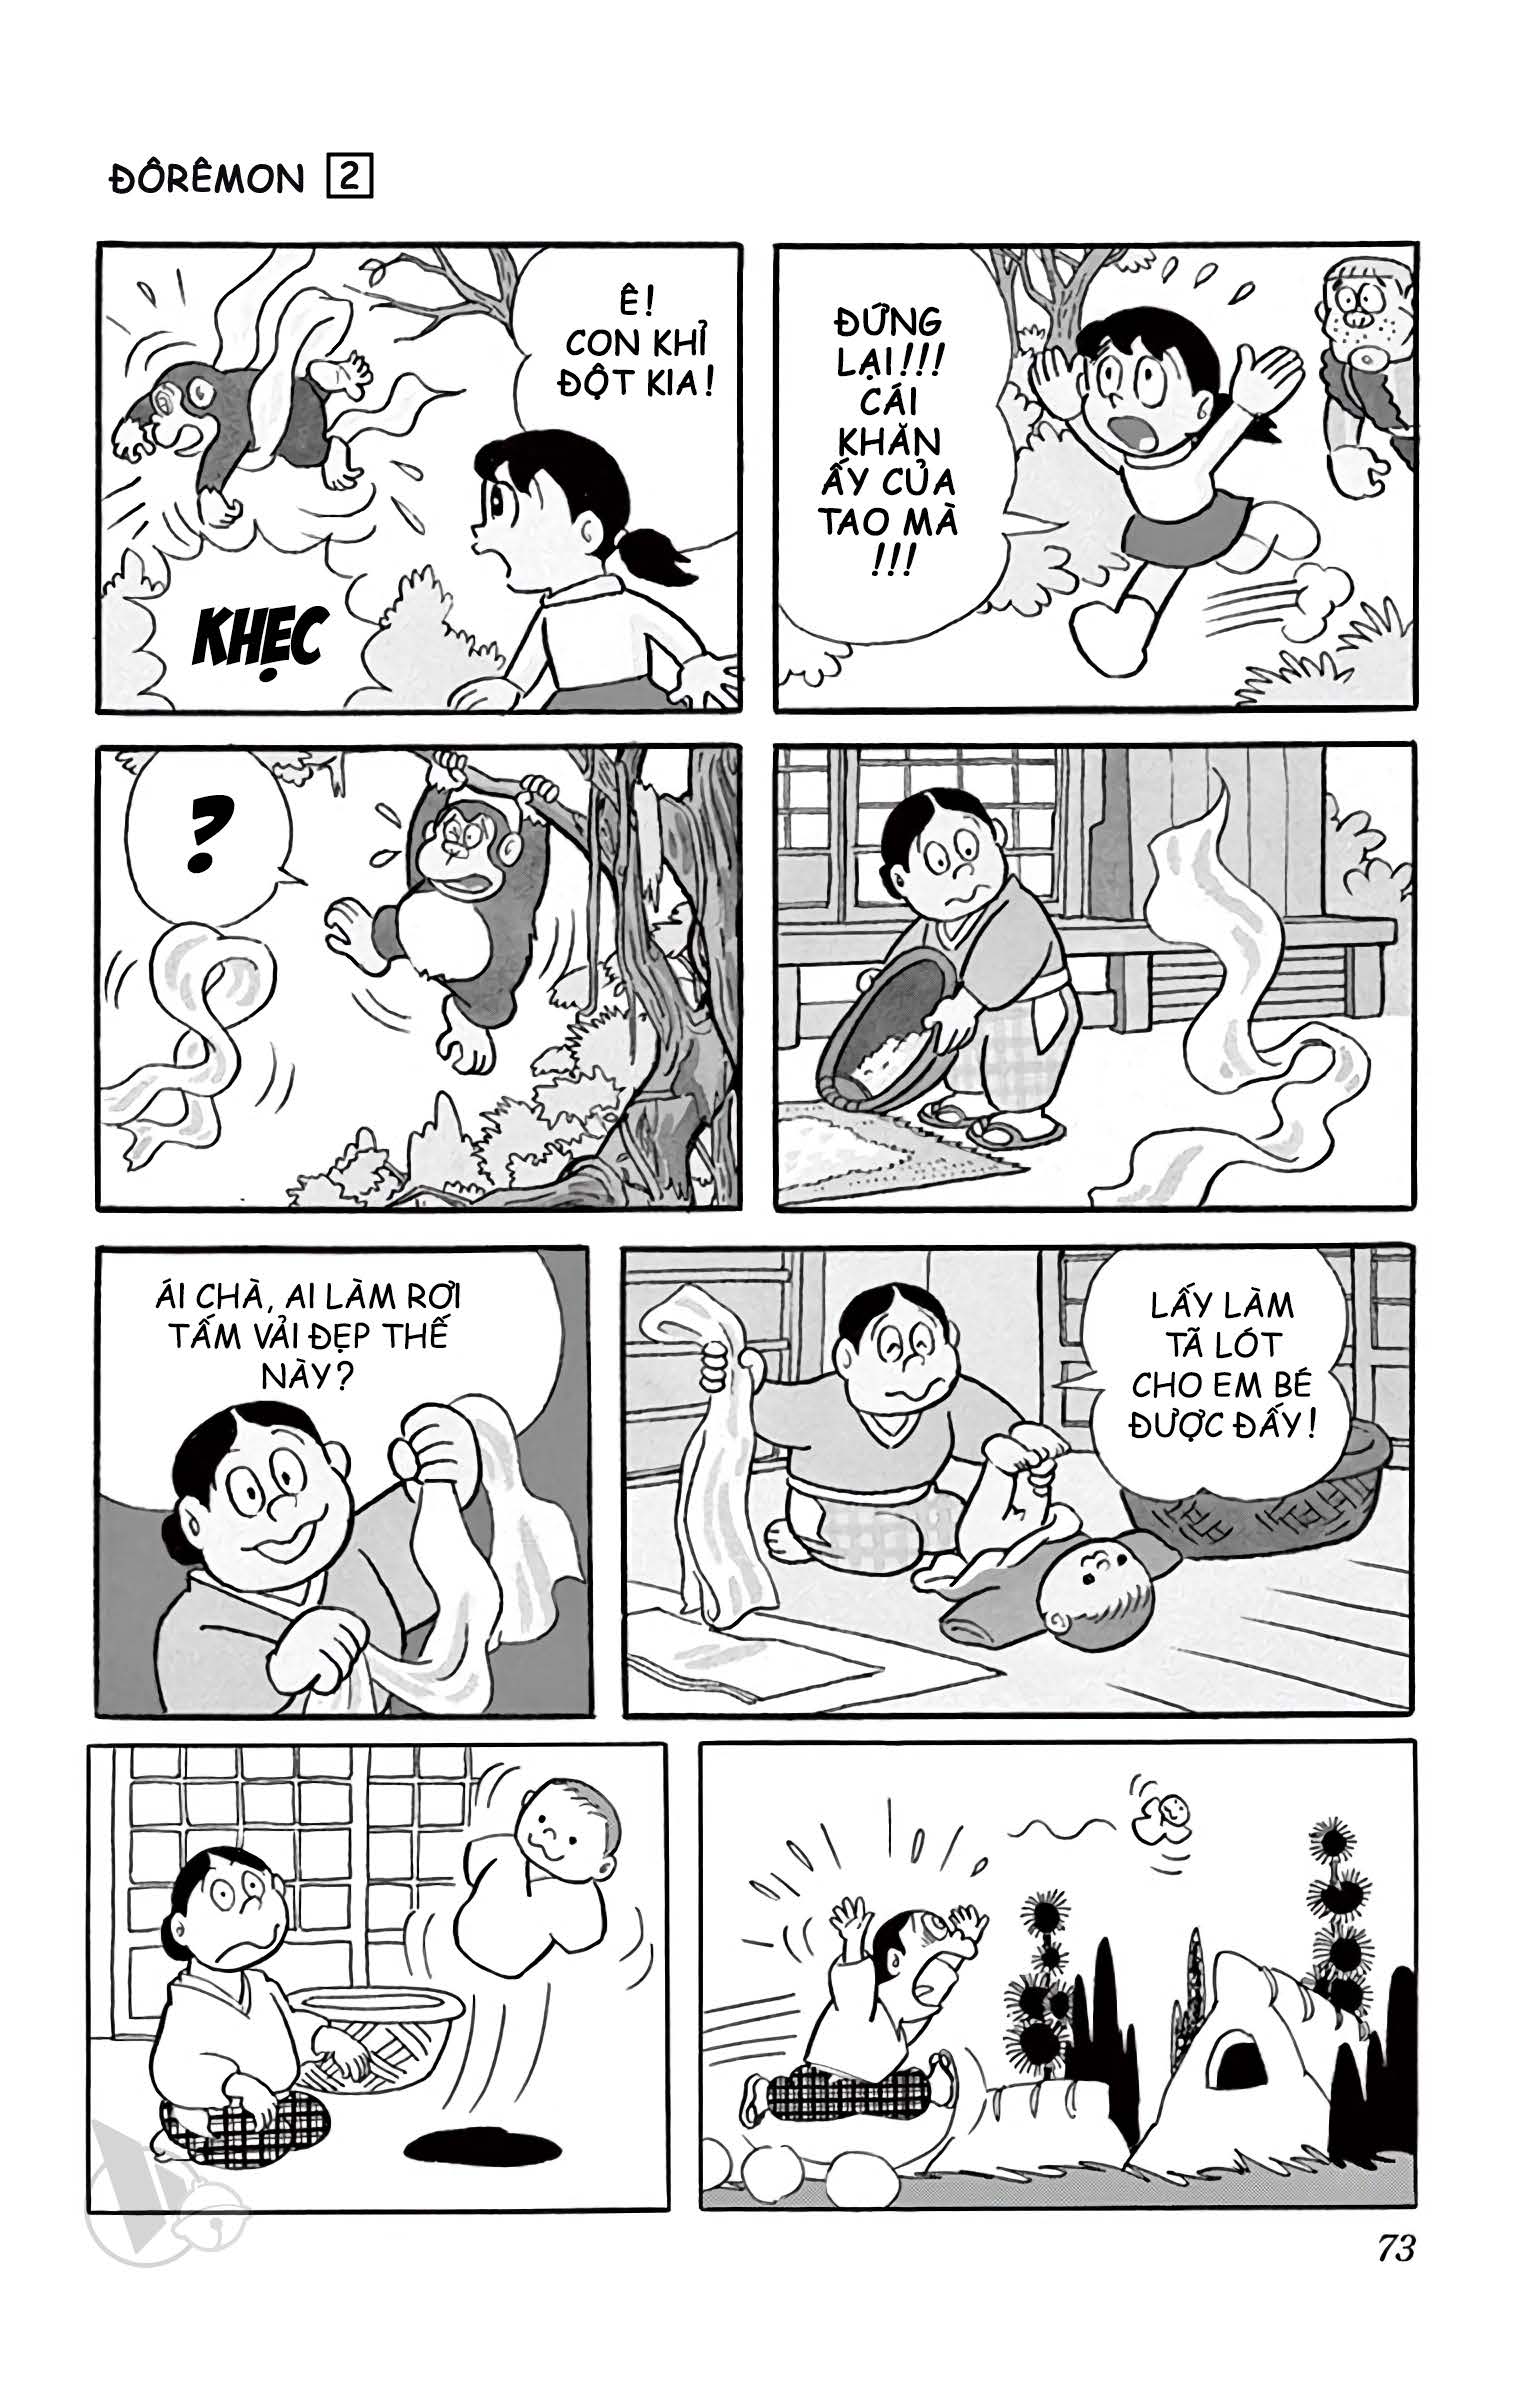 ĐÔRÊMON 2
Ê!
CON KHỈ
ĐỘT KIA!
KHẸC
ĐỨNG
LẠI!!!
CÁI
KHĂN
ẤY CỦA
TAO MÀ
!!!
?
ÁI CHÀ, AI LÀM RƠI
TẤM VẢI ĐẸP THẾ
NÀY?
LẤY LÀM
TÃ LÓT
CHO EM BÉ
ĐƯỢC ĐẤY!
73